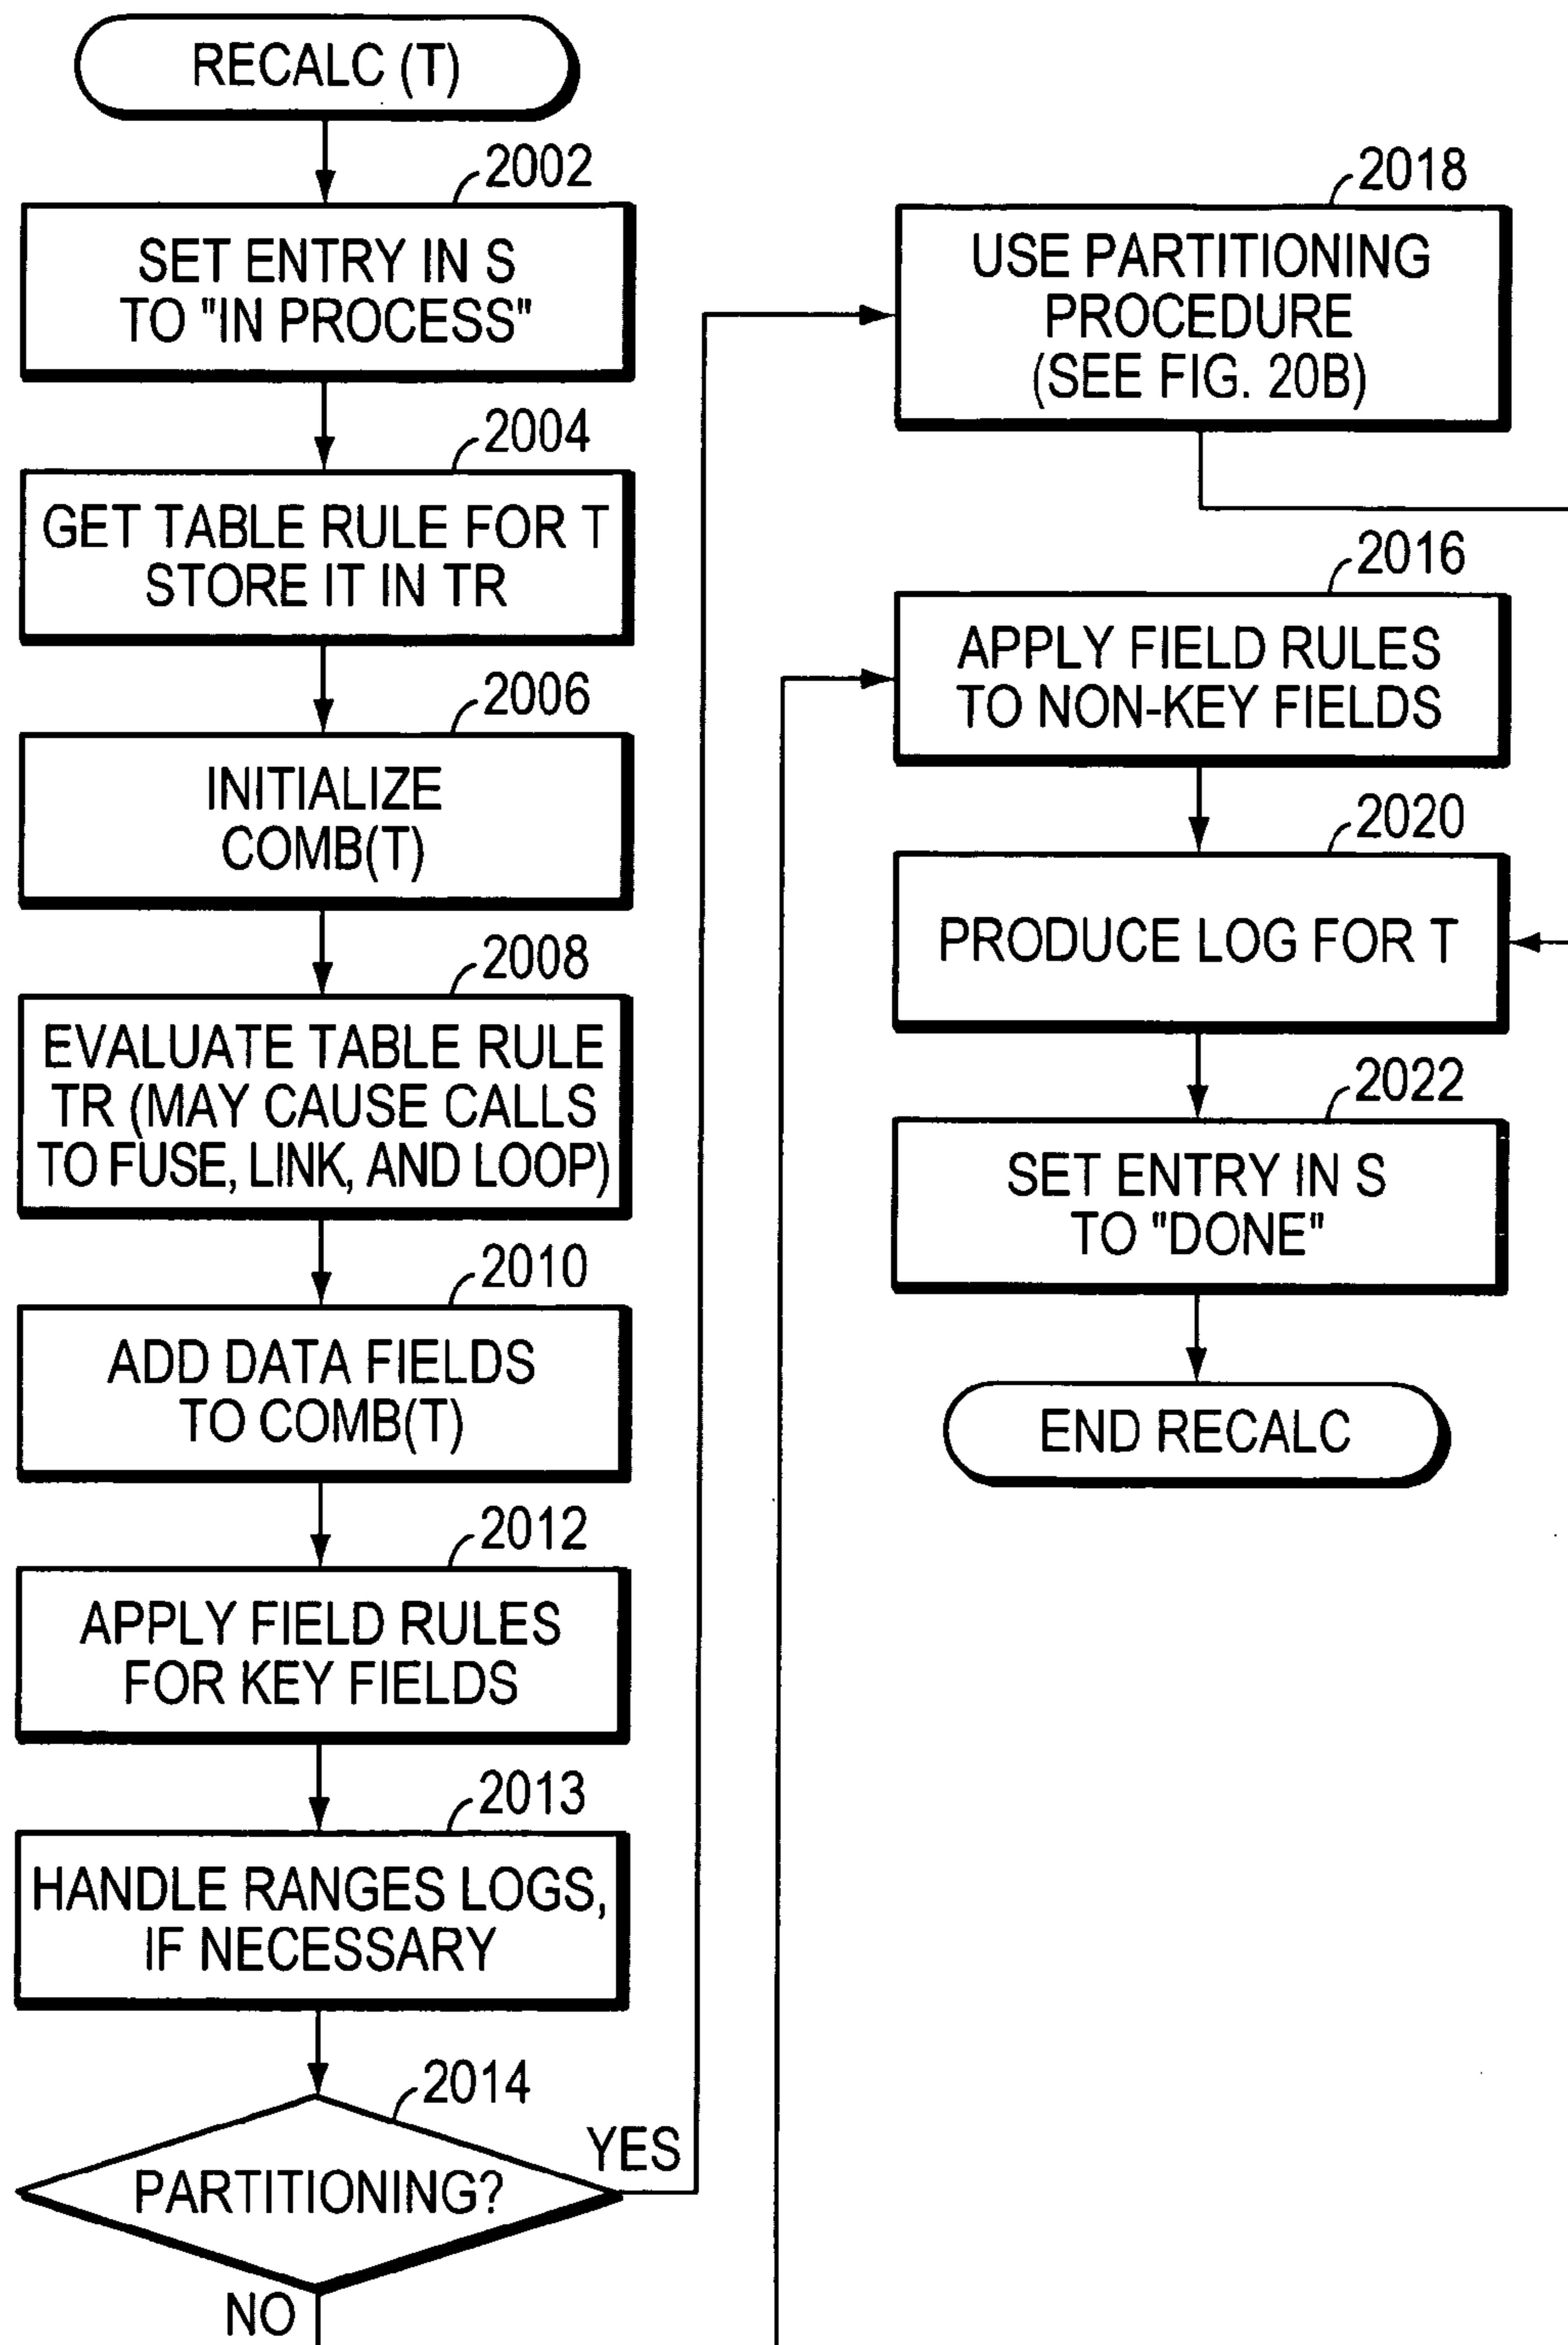 RECALC (T)
2002
SET ENTRY IN S
TO "IN PROCESS"
2004
GET TABLE RULE FOR T
STORE IT IN TR
2006
INITIALIZE
COMB(T)
2008
EVALUATE TABLE RULE
TR (MAY CAUSE CALLS
TO FUSE, LINK, AND LOOP)
2010
ADD DATA FIELDS
TO COMB(T)
2012
APPLY FIELD RULES
FOR KEY FIELDS
2013
HANDLE RANGES LOGS,
IF NECESSARY
2014
PARTITIONING?
YES
NO
2018
USE PARTITIONING
PROCEDURE
(SEE FIG. 20B)
2016
APPLY FIELD RULES
TO NON-KEY FIELDS
2020
PRODUCE LOG FOR T
2022
SET ENTRY IN S
TO "DONE"
END RECALC